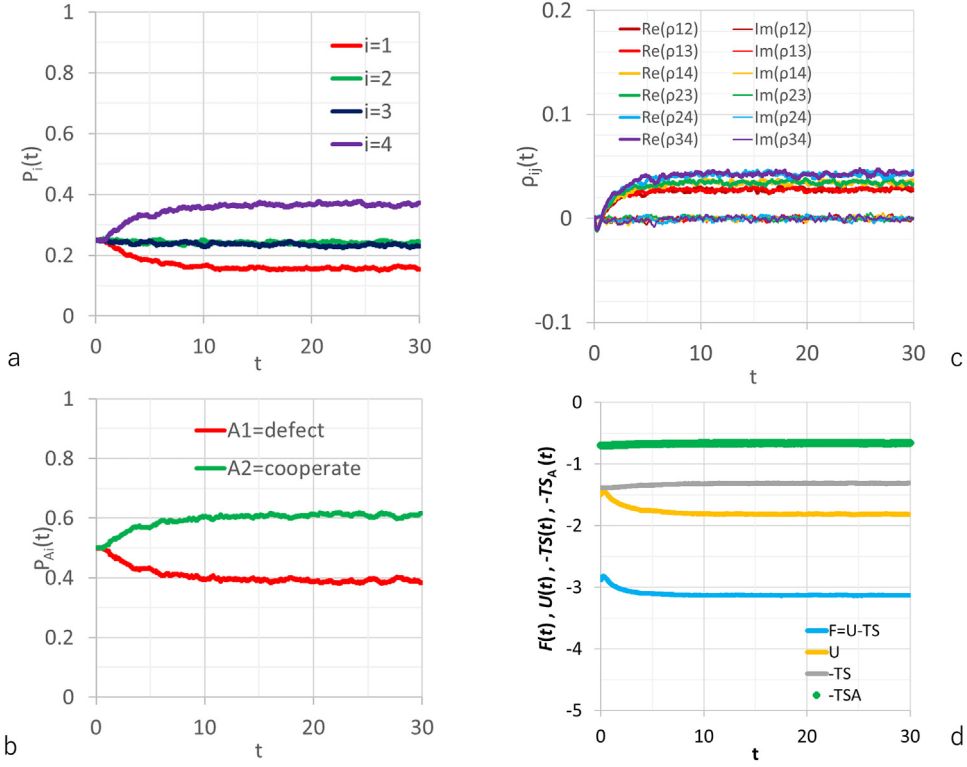 1
0.8
0.6
0.4
0.2
0
P_i(t)
i=1
i=2
i=3
i=4
0 10 20 30
t
a
0.2
0.1
0
-0.1
ρ_ij(t)
Re(ρ12) Im(ρ12)
Re(ρ13) Im(ρ13)
Re(ρ14) Im(ρ14)
Re(ρ23) Im(ρ23)
Re(ρ24) Im(ρ24)
Re(ρ34) Im(ρ34)
0 10 20 30
t
c
1
0.8
0.6
0.4
0.2
0
P_Ai(t)
A1=defect
A2=cooperate
0 10 20 30
t
b
0
-1
-2
-3
-4
-5
F(t) , U(t) , -TS(t) , -TS_A (t)
F=U-TS
U
-TS
-TSA
0 10 20 30
t
d